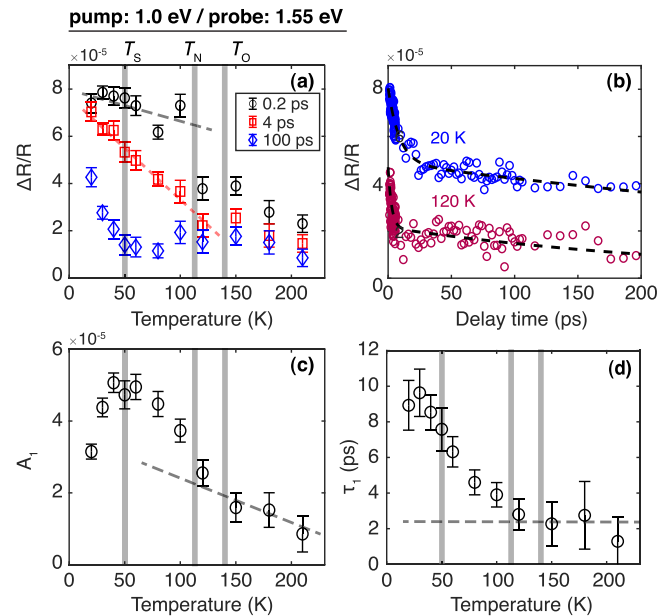 pump: 1.0 eV / probe: 1.55 eV
×10⁻⁵ T_S T_N T_O
(a)
0.2 ps
4 ps
100 ps
ΔR/R
8
6
4
2
0
0 50 100 150 200
Temperature (K)
×10⁻⁵
(b)
20 K
120 K
ΔR/R
8
4
0
0 50 100 150 200
Delay time (ps)
×10⁻⁵
(c)
A₁
6
4
2
0
0 50 100 150 200
Temperature (K)
(d)
τ₁ (ps)
12
10
8
6
4
2
0
0 50 100 150 200
Temperature (K)